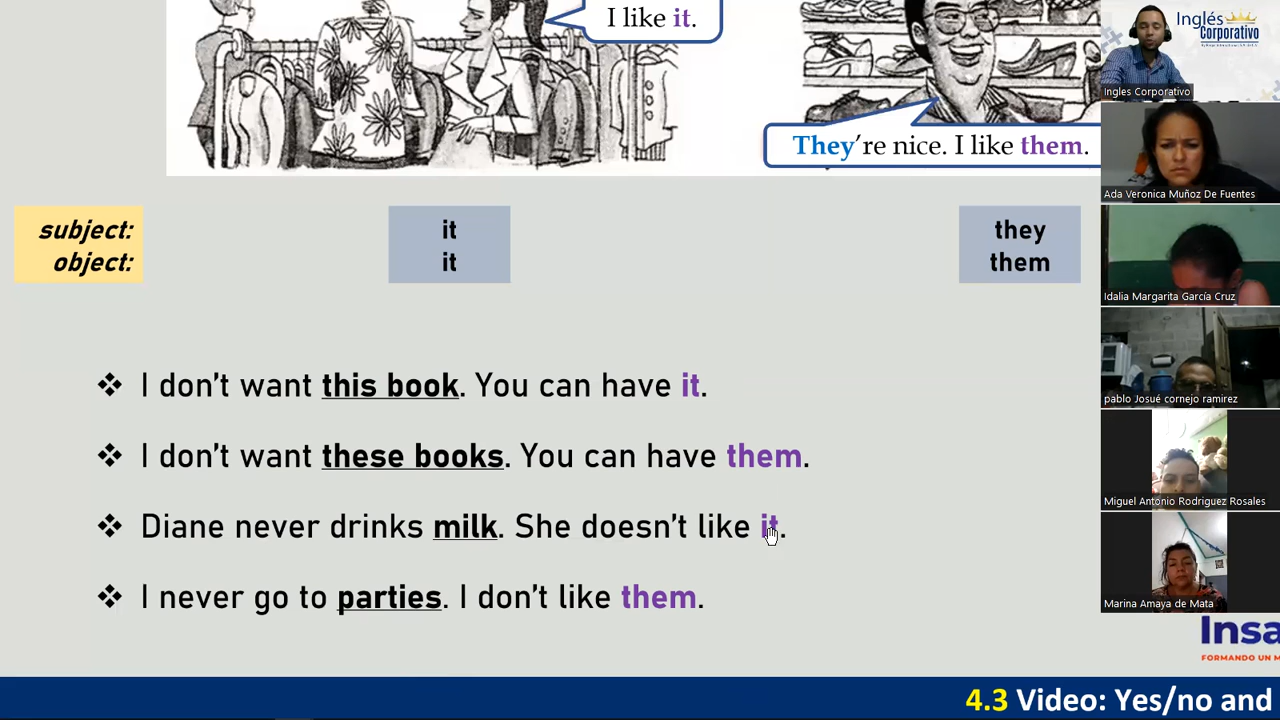 I like it.
They're nice. I like them.
subject:
object:
it
it
they
them
❖ I don't want this book. You can have it.
❖ I don't want these books. You can have them.
❖ Diane never drinks milk. She doesn't like it.
❖ I never go to parties. I don't like them.
Inglés
Corporativo
Ingles Corporativo
Ada Veronica Muñoz De Fuentes
Idalia Margarita García Cruz
pablo Josué cornejo ramirez
Miguel Antonio Rodriguez Rosales
Marina Amaya de Mata
Insa
FORMANDO UN M
4.3 Video: Yes/no and